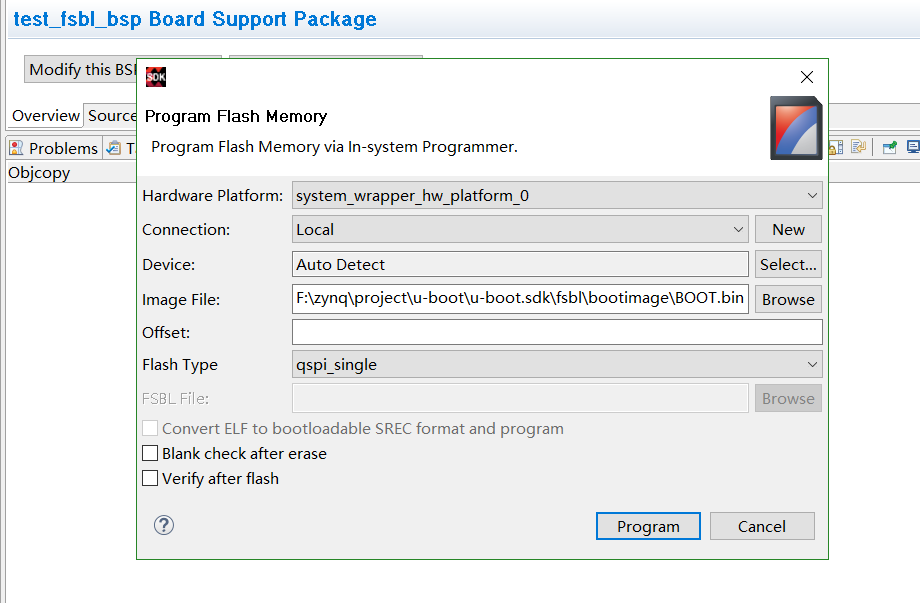 test_fsbl_bsp Board Support Package
Modify this BS
SDK
Overview Source
Program Flash Memory
Program Flash Memory via In-system Programmer.
Problems
Objcopy
Hardware Platform: system_wrapper_hw_platform_0
Connection: Local New
Device: Auto Detect Select...
Image File: F:\zynq\project\u-boot\u-boot.sdk\fsbl\bootimage\BOOT.bin Browse
Offset:
Flash Type qspi_single
FSBL File: Browse
Convert ELF to bootloadable SREC format and program
Blank check after erase
Verify after flash
? Program Cancel